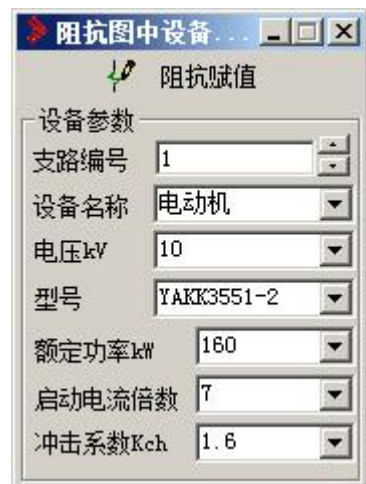 阻抗图中设备...
阻抗赋值
设备参数
支路编号 1
设备名称 电动机
电压kV 10
型号 YAKK3551-2
额定功率kW 160
启动电流倍数 7
冲击系数Kch 1.6